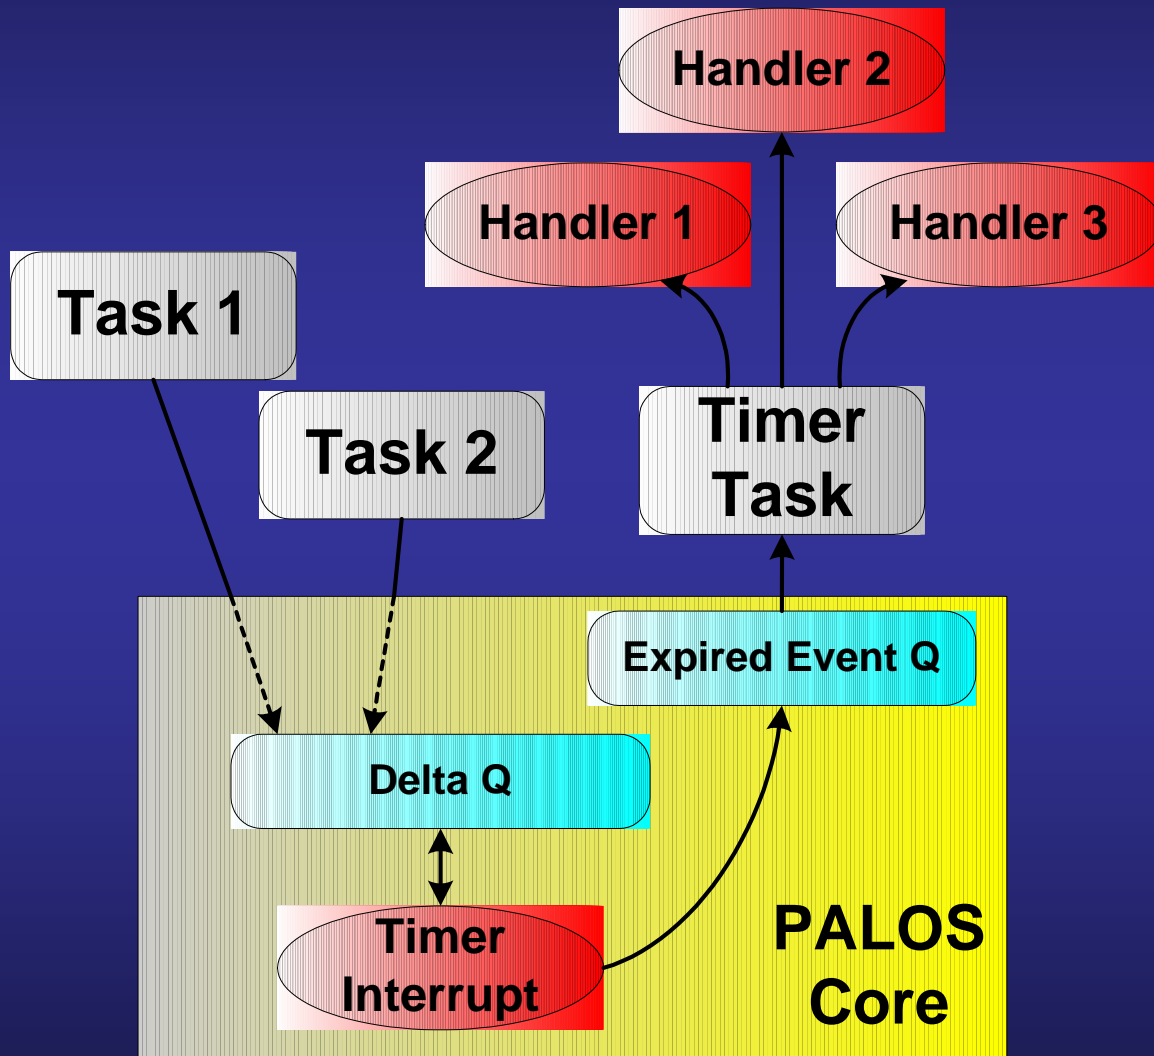 Handler 2
Handler 1
Handler 3
Task 1
Task 2
Timer
Task
Expired Event Q
Delta Q
Timer
Interrupt
PALOS
Core